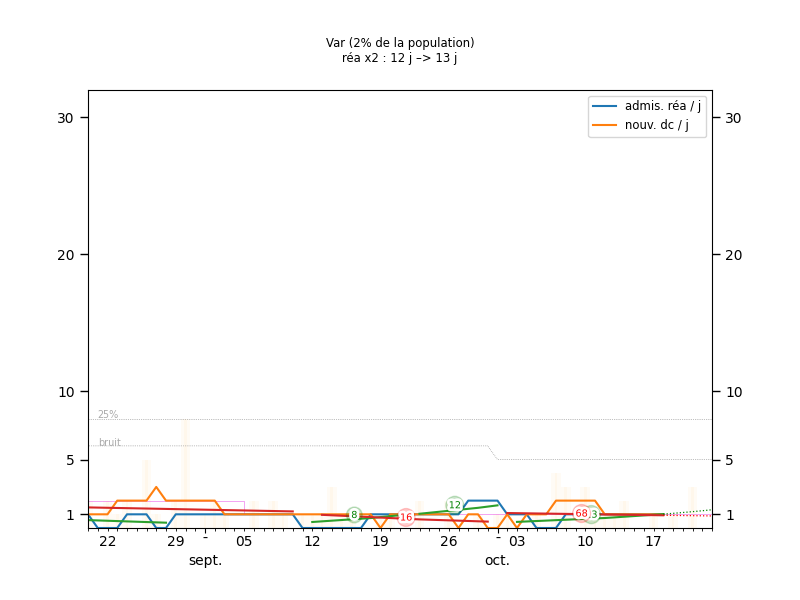 Var (2% de la population)
réa x2 : 12 j –> 13 j
admis. réa / j
nouv. dc / j
30 30
20 20
10 10
25%
bruit
5 5
1 1
8 16 12 68 3
22 29 - 05 12 19 26 - 03 10 17
sept. oct.